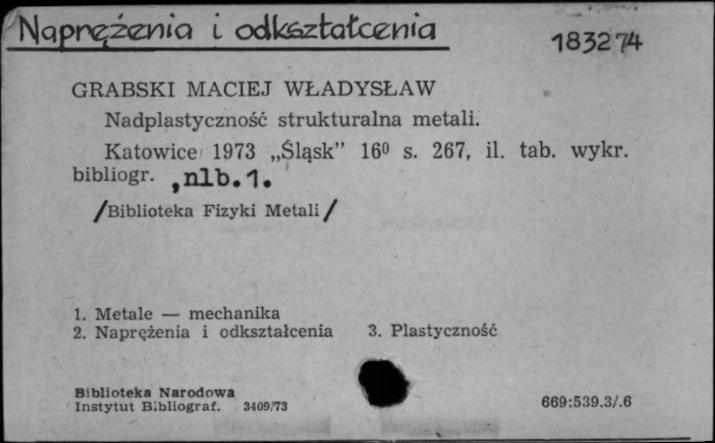 Naprężenia i odkształcenia
183274
GRABSKI MACIEJ WŁADYSŁAW
Nadplastyczność strukturalna metali.
Katowice 1973 „Śląsk” 16⁰ s. 267, il. tab. wykr.
bibliogr. , nlb. 1.
/Biblioteka Fizyki Metali/
1. Metale — mechanika
2. Naprężenia i odkształcenia 3. Plastyczność
Biblioteka Narodowa
Instytut Bibliograf. 3409/73
669:539.3/.6